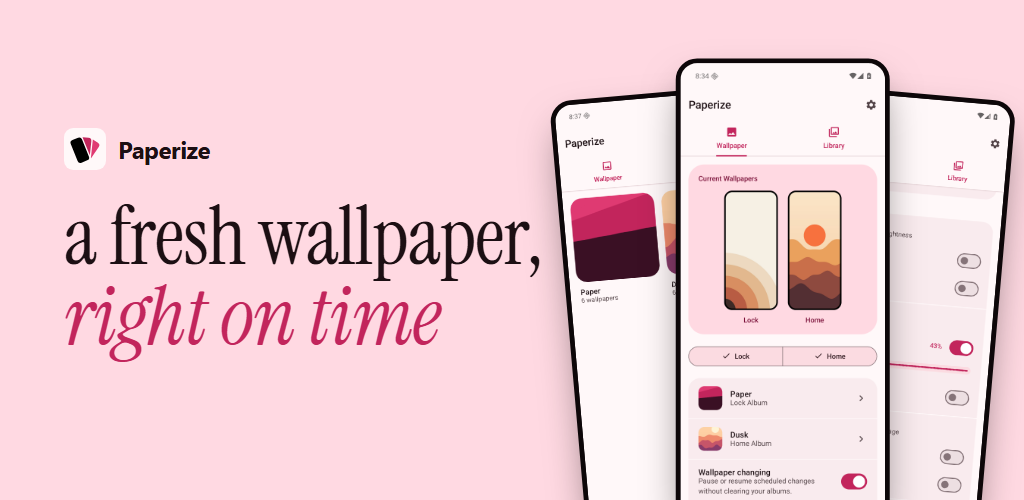 Paperize
a fresh wallpaper,
right on time
8:37
Paperize
Wallpaper
Paper
6 wallpapers
8:34
Paperize
Wallpaper
Library
Current Wallpapers
Lock
Home
Lock
Home
Paper
Lock Album
Dusk
Home Album
Wallpaper changing
Pause or resume scheduled changes
without clearing your albums.
Library
43%